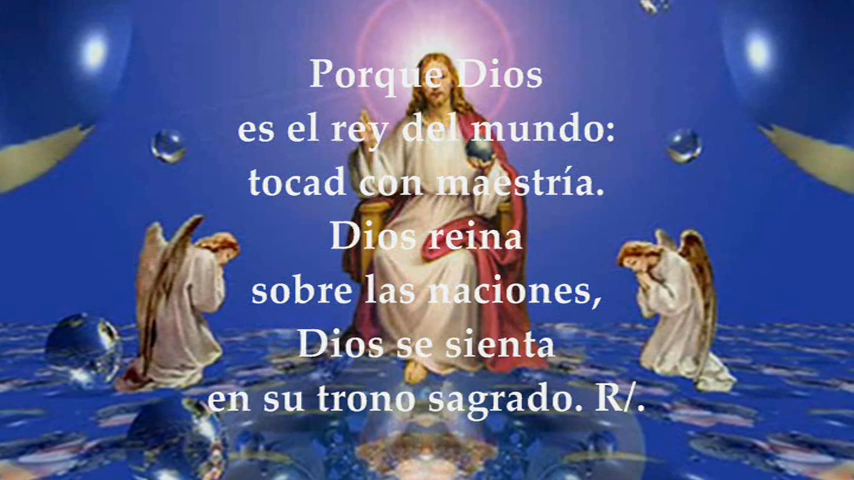 Porque Dios
es el rey del mundo:
tocad con maestría.
Dios reina
sobre las naciones,
Dios se sienta
en su trono sagrado. R/.